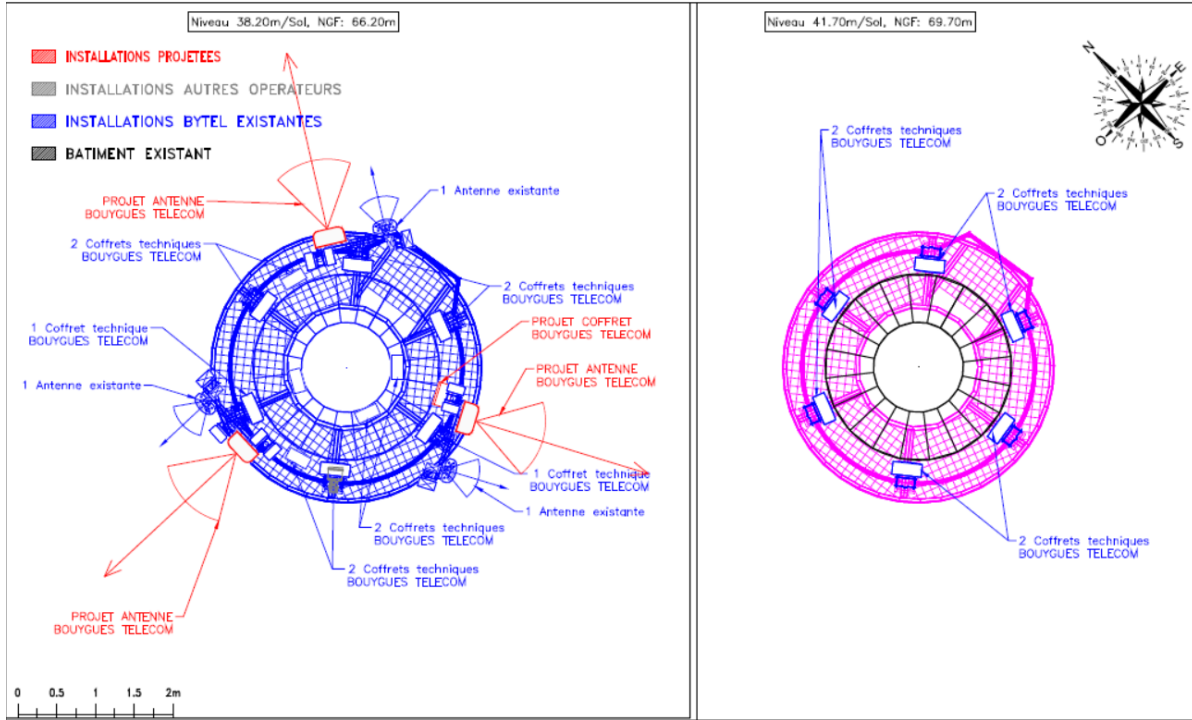 Niveau 38.20m/Sol, NGF: 66.20m
INSTALLATIONS PROJETEES
INSTALLATIONS AUTRES OPERATEURS
INSTALLATIONS BYTEL EXISTANTES
BATIMENT EXISTANT
PROJET ANTENNE
BOUYGUES TELECOM
1 Antenne existante
2 Coffrets techniques
BOUYGUES TELECOM
2 Coffrets techniques
BOUYGUES TELECOM
1 Coffret technique
BOUYGUES TELECOM
PROJET COFFRET
BOUYGUES TELECOM
PROJET ANTENNE
BOUYGUES TELECOM
1 Antenne existante
1 Coffret technique
BOUYGUES TELECOM
1 Antenne existante
2 Coffrets techniques
BOUYGUES TELECOM
2 Coffrets techniques
BOUYGUES TELECOM
PROJET ANTENNE
BOUYGUES TELECOM
0 0.5 1 1.5 2m
Niveau 41.70m/Sol, NGF: 69.70m
N
E
O
S
2 Coffrets techniques
BOUYGUES TELECOM
2 Coffrets techniques
BOUYGUES TELECOM
2 Coffrets techniques
BOUYGUES TELECOM